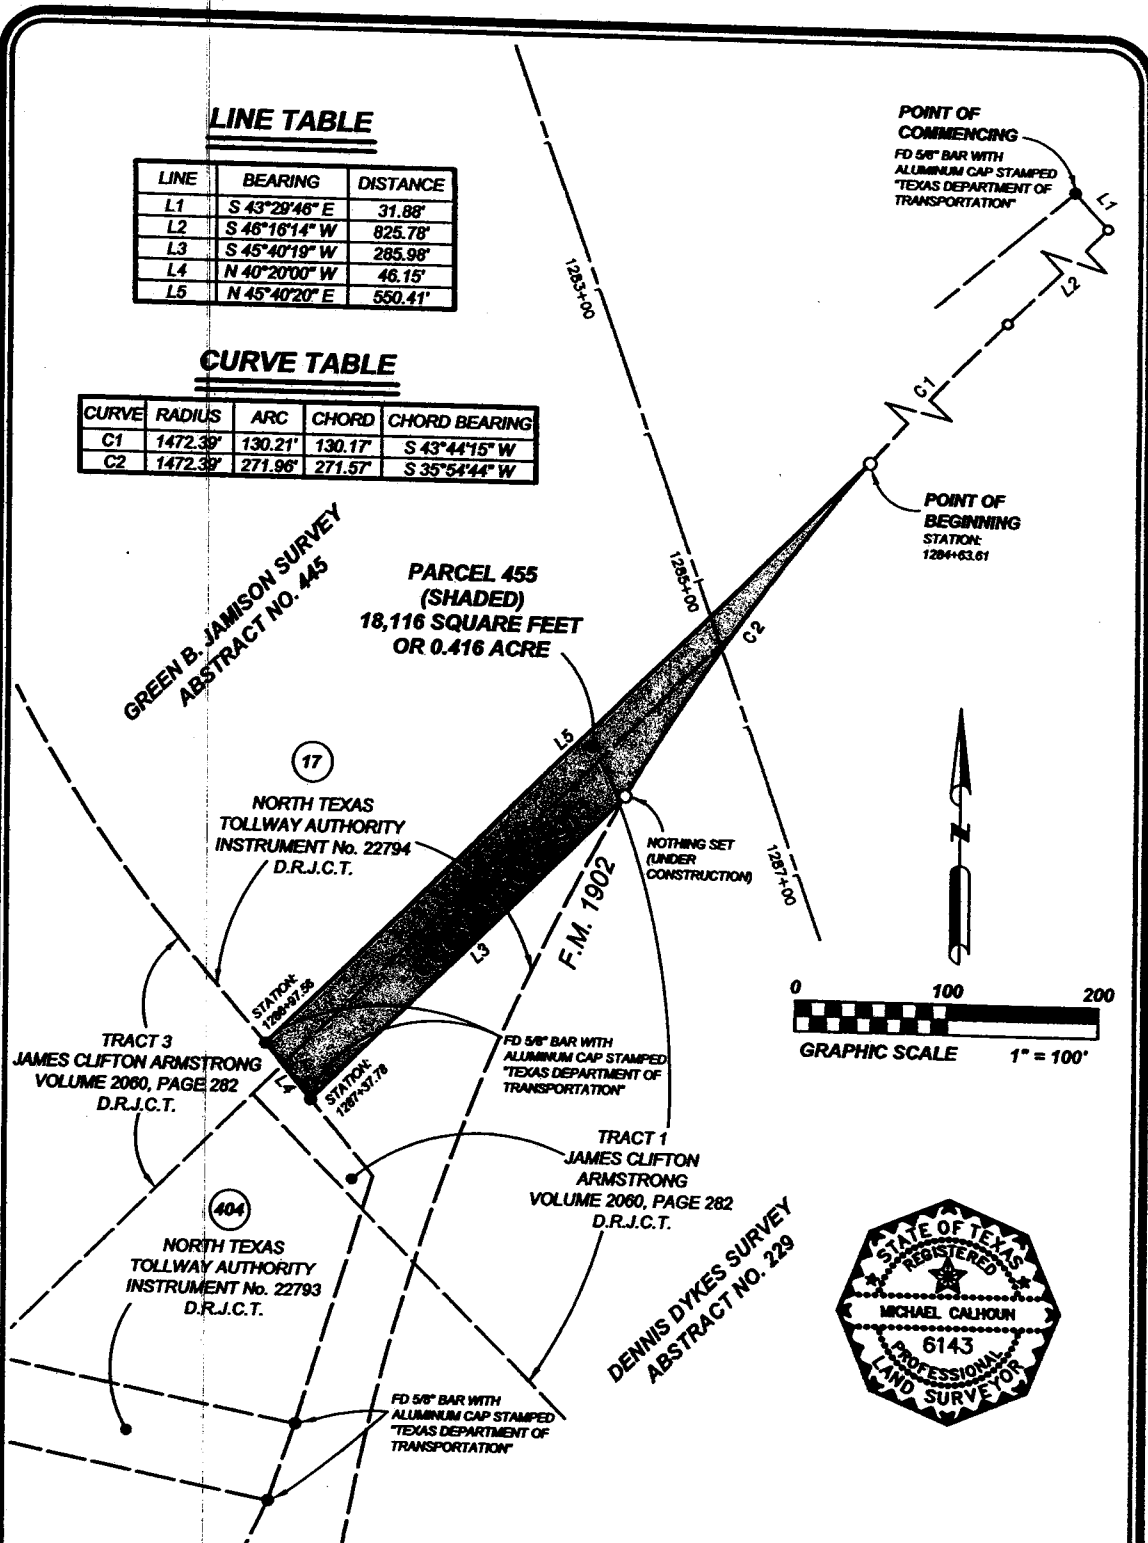 LINE TABLE
LINE BEARING DISTANCE
L1 S 43°29'46" E 31.88'
L2 S 46°16'14" W 825.78'
L3 S 45°40'19" W 285.98'
L4 N 40°20'00" W 46.15'
L5 N 45°40'20" E 550.41'
CURVE TABLE
CURVE RADIUS ARC CHORD CHORD BEARING
C1 1472.39' 130.21' 130.17' S 43°44'15" W
C2 1472.39' 271.96' 271.57' S 35°54'44" W
POINT OF
COMMENCING
FD 5/8" BAR WITH
ALUMINUM CAP STAMPED
"TEXAS DEPARTMENT OF
TRANSPORTATION"
L1
L2
1283+00
C1
POINT OF
BEGINNING
STATION:
1284+63.61
GREEN B. JAMISON SURVEY
ABSTRACT NO. 445
PARCEL 455
(SHADED)
18,116 SQUARE FEET
OR 0.416 ACRE
1285+00
C2
L5
17
NORTH TEXAS
TOLLWAY AUTHORITY
INSTRUMENT No. 22794
D.R.J.C.T.
NOTHING SET
(UNDER
CONSTRUCTION)
1287+00
N
F.M. 1902
L3
0 100 200
GRAPHIC SCALE 1" = 100'
STATION:
1286+97.56
TRACT 3
JAMES CLIFTON ARMSTRONG
VOLUME 2060, PAGE 282
D.R.J.C.T.
L4
STATION:
1287+37.78
FD 5/8" BAR WITH
ALUMINUM CAP STAMPED
"TEXAS DEPARTMENT OF
TRANSPORTATION"
TRACT 1
JAMES CLIFTON
ARMSTRONG
VOLUME 2060, PAGE 282
D.R.J.C.T.
404
NORTH TEXAS
TOLLWAY AUTHORITY
INSTRUMENT No. 22793
D.R.J.C.T.
DENNIS DYKES SURVEY
ABSTRACT NO. 229
STATE OF TEXAS
REGISTERED
MICHAEL CALHOUN
6143
PROFESSIONAL
LAND SURVEYOR
FD 5/8" BAR WITH
ALUMINUM CAP STAMPED
"TEXAS DEPARTMENT OF
TRANSPORTATION"